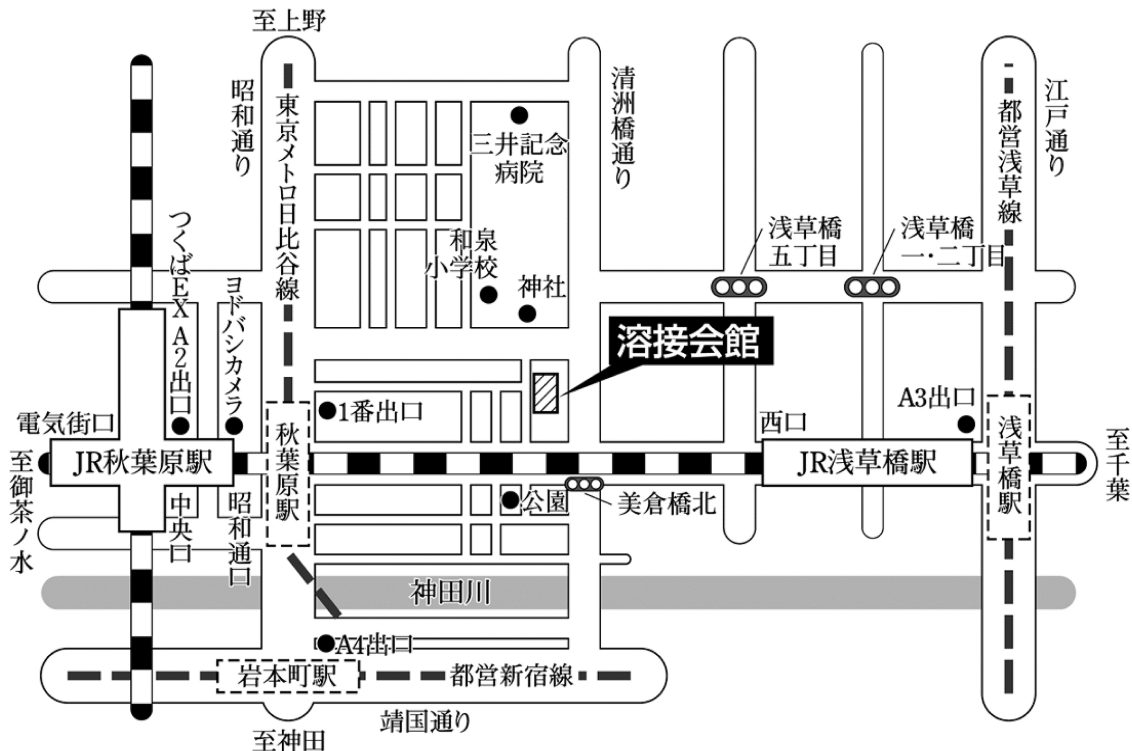 至上野
昭和通り
東京メトロ日比谷線
清洲橋通り
都営浅草線
江戸通り
三井記念
病院
つくばEX A2出口
ヨドバシカメラ
和泉
小学校
神社
浅草橋
五丁目
浅草橋
一・二丁目
溶接会館
電気街口
1番出口
西口
A3出口
至御茶ノ水
JR秋葉原駅
秋葉原駅
JR浅草橋駅
浅草橋駅
至千葉
中央口
昭和通口
公園
美倉橋北
神田川
A4出口
岩本町駅
都営新宿線
靖国通り
至神田